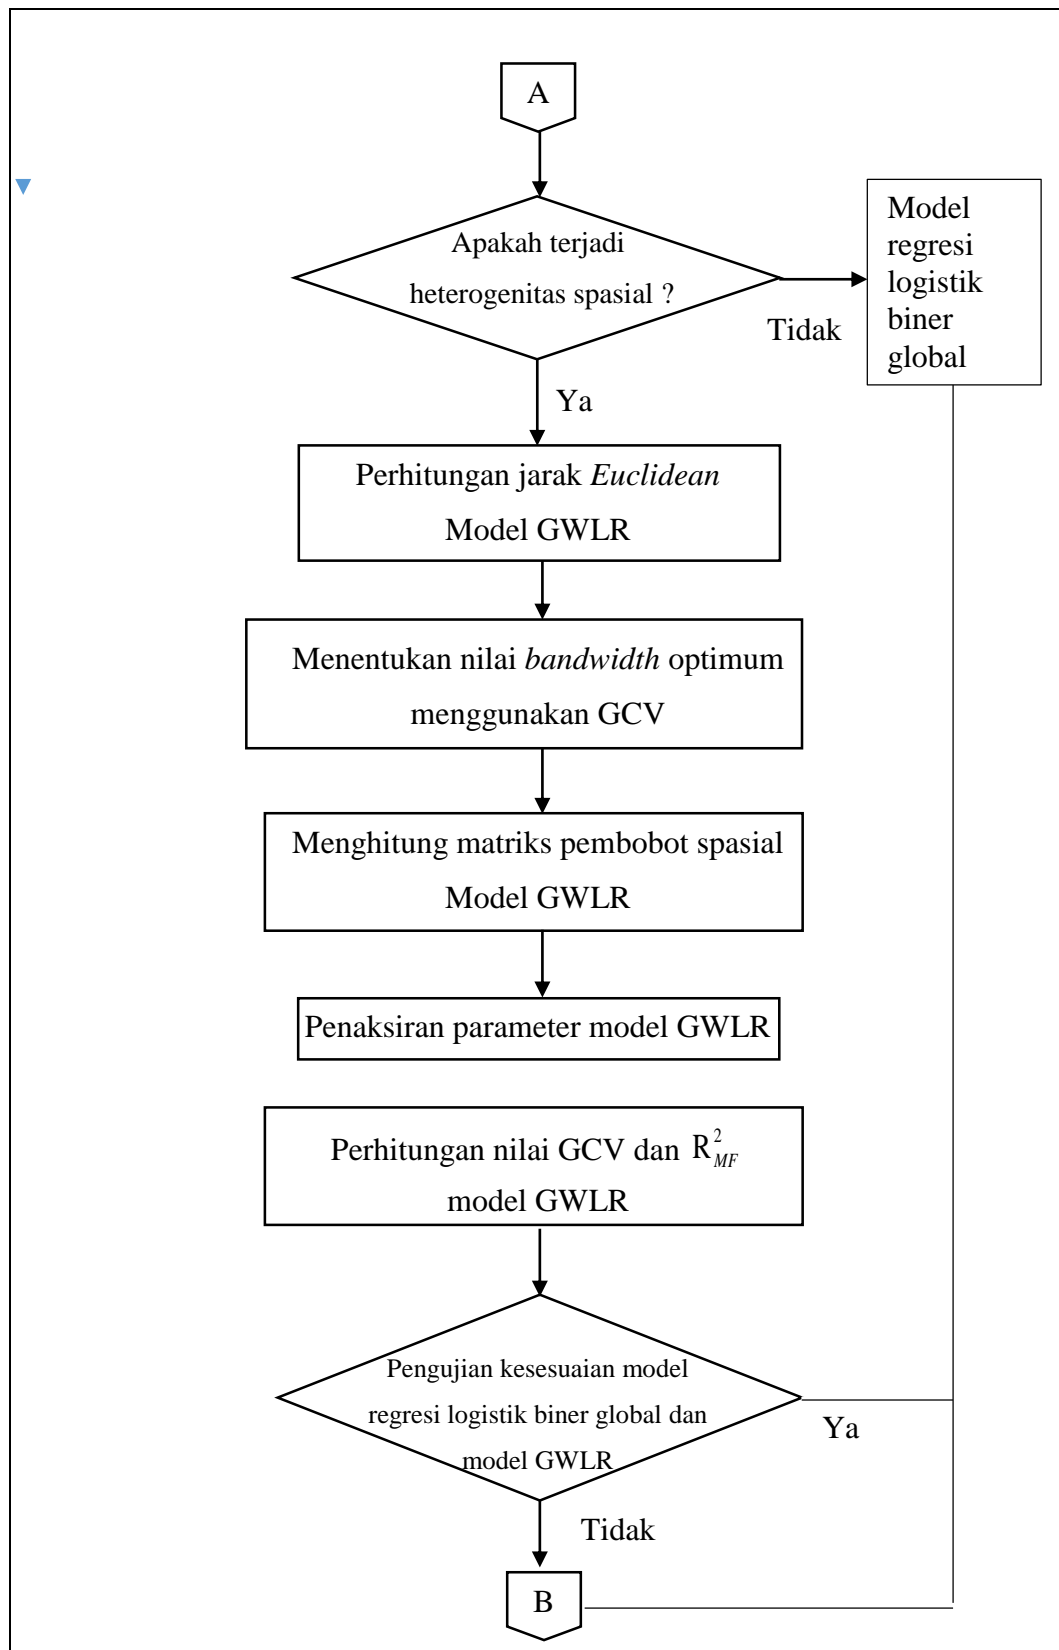 A
Apakah terjadi
heterogenitas spasial ?
Tidak
Model
regresi
logistik
biner
global
Ya
Perhitungan jarak Euclidean
Model GWLR
Menentukan nilai bandwidth optimum
menggunakan GCV
Menghitung matriks pembobot spasial
Model GWLR
Penaksiran parameter model GWLR
Perhitungan nilai GCV dan R²MF
model GWLR
Pengujian kesesuaian model
regresi logistik biner global dan
model GWLR
Ya
Tidak
B